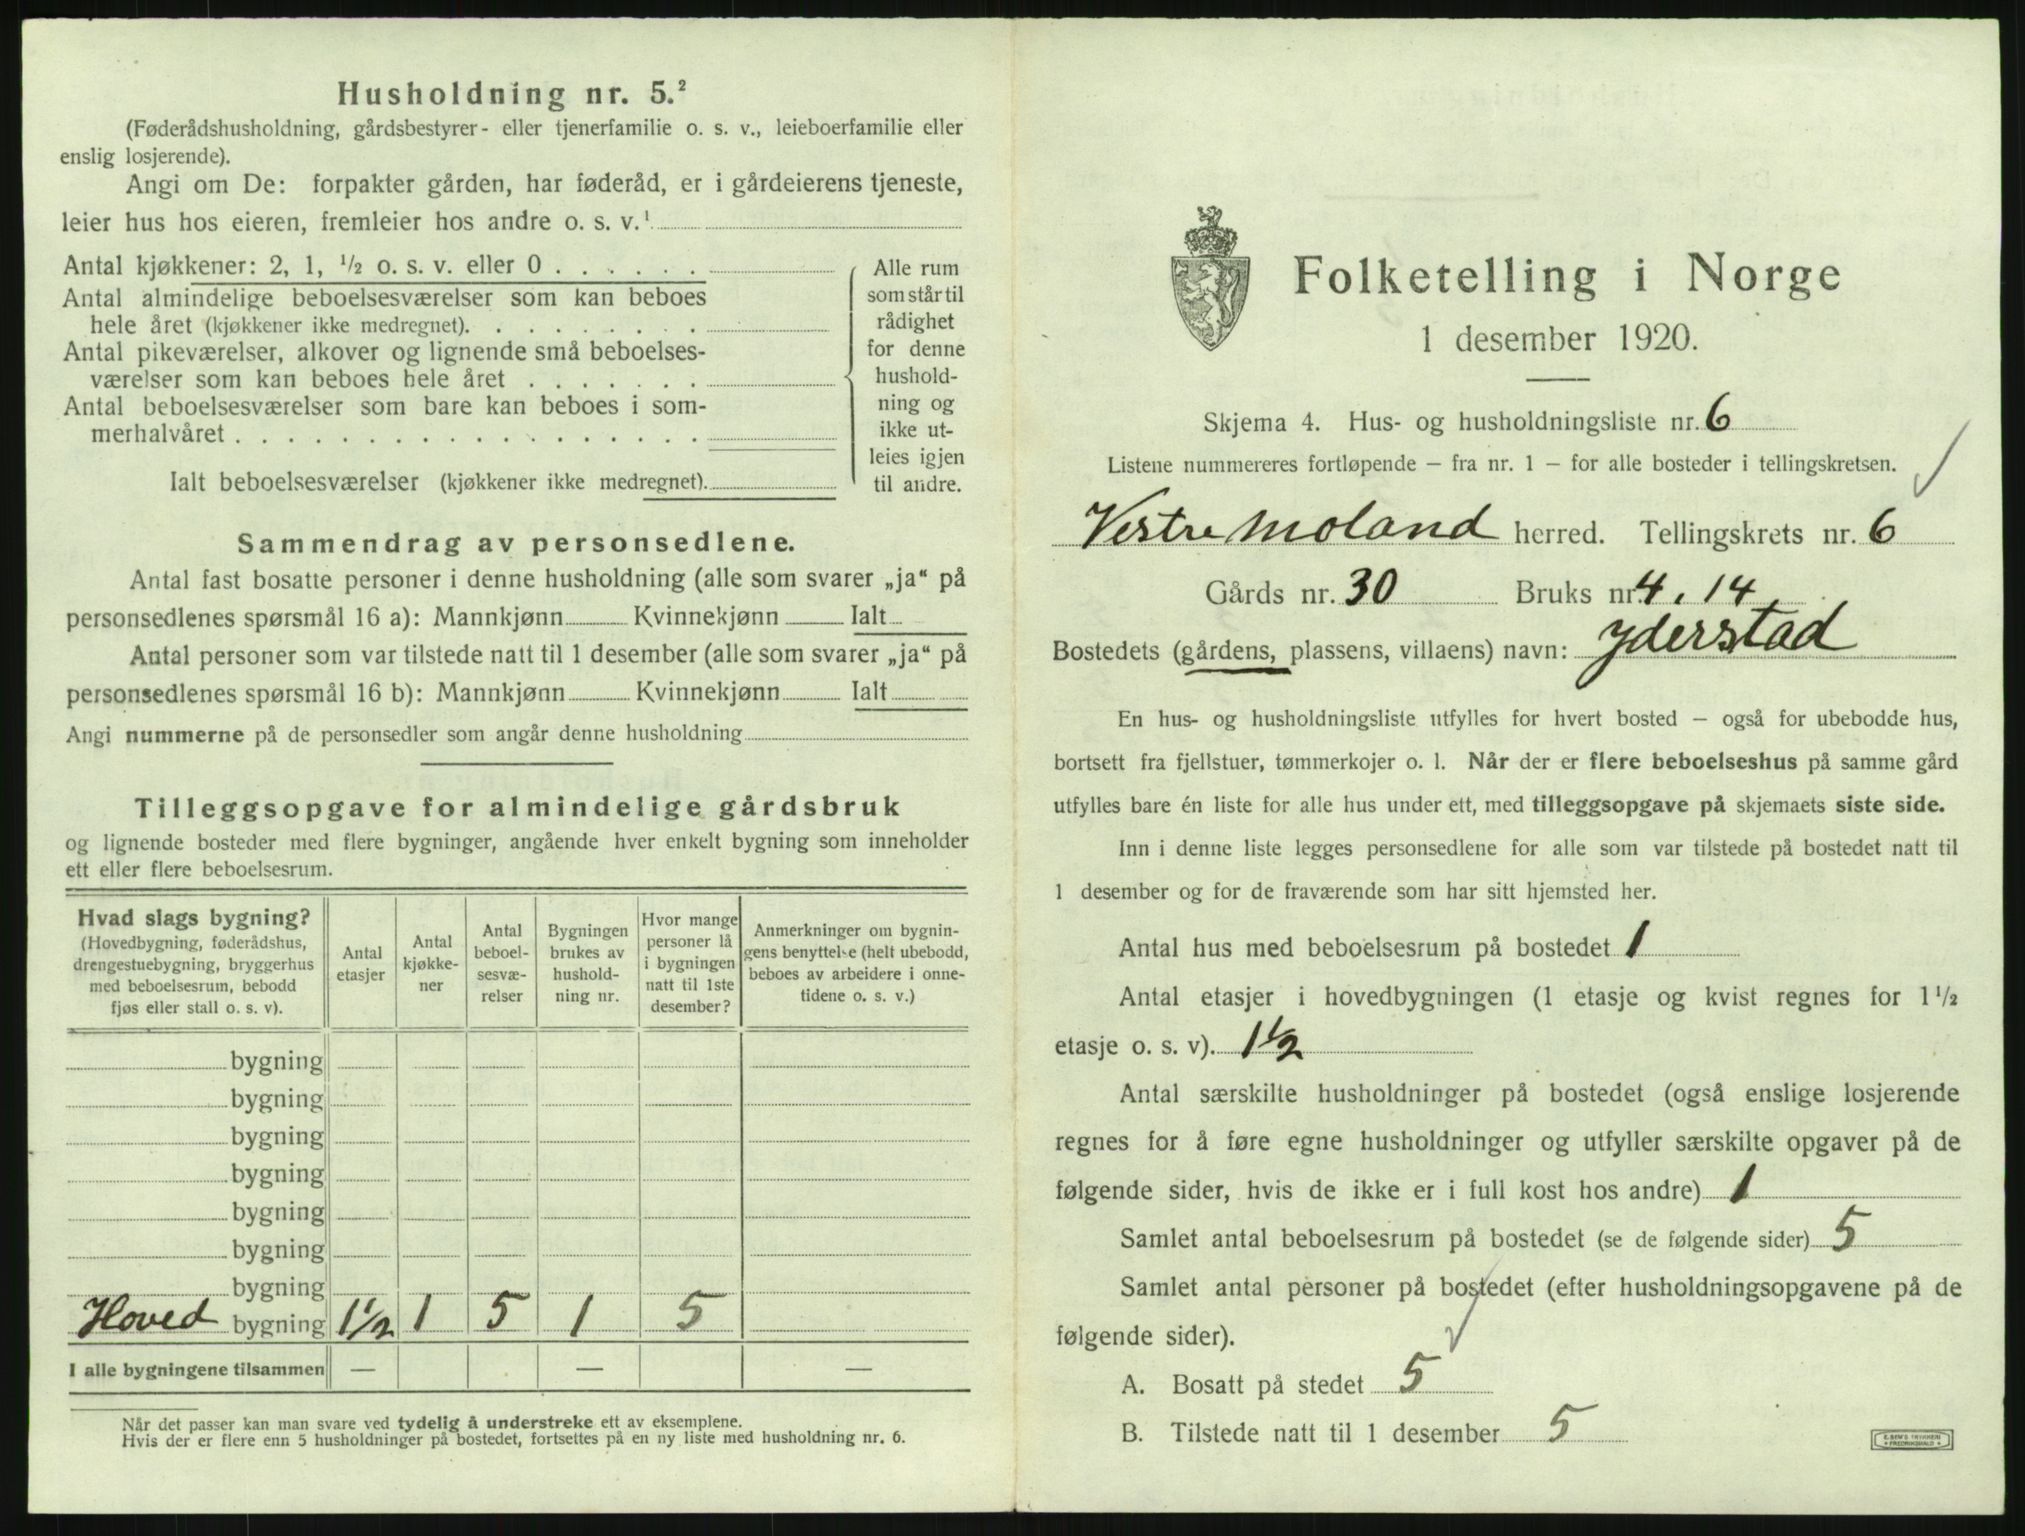 Husholdning nr. 5.²
(Føderådshusholdning, gårdsbestyrer- eller tjenerfamilie o. s. v., leieboerfamilie eller
enslig losjerende).
Angi om De: forpakter gården, har føderåd, er i gårdeierens tjeneste,
leier hus hos eieren, fremleier hos andre o. s. v.¹
Antal kjøkkener: 2, 1, ½ o. s. v. eller 0 . . . . . .
Antal almindelige beboelsesværelser som kan beboes
hele året (kjøkkener ikke medregnet). . . . . . . . .
Antal pikeværelser, alkover og lignende små beboelses-
værelser som kan beboes hele året . . . . . . .
Antal beboelsesværelser som bare kan beboes i som-
merhalvåret . . . . . . . . . . . . . . . . . .
Ialt beboelsesværelser (kjøkkener ikke medregnet).
Alle rum
som står til
rådighet
for denne
hushold-
ning og
ikke ut-
leies igjen
til andre.
Sammendrag av personsedlene.
Antal fast bosatte personer i denne husholdning (alle som svarer „ja“ på
personsedlenes spørsmål 16 a): Mannkjønn Kvinnekjønn Ialt
Antal personer som var tilstede natt til 1 desember (alle som svarer „ja“ på
personsedlenes spørsmål 16 b): Mannkjønn Kvinnekjønn Ialt
Angi nummerne på de personsedler som angår denne husholdning
Tilleggsopgave for almindelige gårdsbruk
og lignende bosteder med flere bygninger, angående hver enkelt bygning som inneholder
ett eller flere beboelsesrum.
Hvad slags bygning?
(Hovedbygning, føderådshus,
drengestuebygning, bryggerhus
med beboelsesrum, bebodd
fjøs eller stall o. s. v).
Antal
etasjer
Antal
kjøkke-
ner
Antal
beboel-
sesvæ-
relser
Bygningen
brukes av
hushold-
ning nr.
Hvor mange
personer lå
i bygningen
natt til 1ste
desember?
Anmerkninger om bygnin-
gens benyttelse (helt ubebodd,
beboes av arbeidere i onne-
tidene o. s. v.)
bygning
bygning
bygning
bygning
bygning
bygning
bygning
Hoved bygning 1½ 1 5 1 5
I alle bygningene tilsammen — — —
Når det passer kan man svare ved tydelig å understreke ett av eksemplene.
Hvis der er flere enn 5 husholdninger på bostedet, fortsettes på en ny liste med husholdning nr. 6.
Folketelling i Norge
1 desember 1920.
Skjema 4. Hus- og husholdningsliste nr. 6
Listene nummereres fortløpende – fra nr. 1 – for alle bosteder i tellingskretsen.
Vestre Moland herred. Tellingskrets nr. 6
Gårds nr. 30 Bruks nr. 4, 14
Bostedets (gårdens, plassens, villaens) navn: Yderstad
En hus- og husholdningsliste utfylles for hvert bosted – også for ubebodde hus,
bortsett fra fjellstuer, tømmerkojer o. l. Når der er flere beboelseshus på samme gård
utfylles bare én liste for alle hus under ett, med tilleggsopgave på skjemaets siste side.
Inn i denne liste legges personsedlene for alle som var tilstede på bostedet natt til
1 desember og for de fraværende som har sitt hjemsted her.
Antal hus med beboelsesrum på bostedet 1
Antal etasjer i hovedbygningen (1 etasje og kvist regnes for 1½
etasje o. s. v). 1½
Antal særskilte husholdninger på bostedet (også enslige losjerende
regnes for å føre egne husholdninger og utfyller særskilte opgaver på de
følgende sider, hvis de ikke er i full kost hos andre) 1
Samlet antal beboelsesrum på bostedet (se de følgende sider) 5
Samlet antal personer på bostedet (efter husholdningsopgavene på de
følgende sider).
A. Bosatt på stedet 5
B. Tilstede natt til 1 desember 5
E. SEM'S TRYKKERI
FREDRIKSHALD